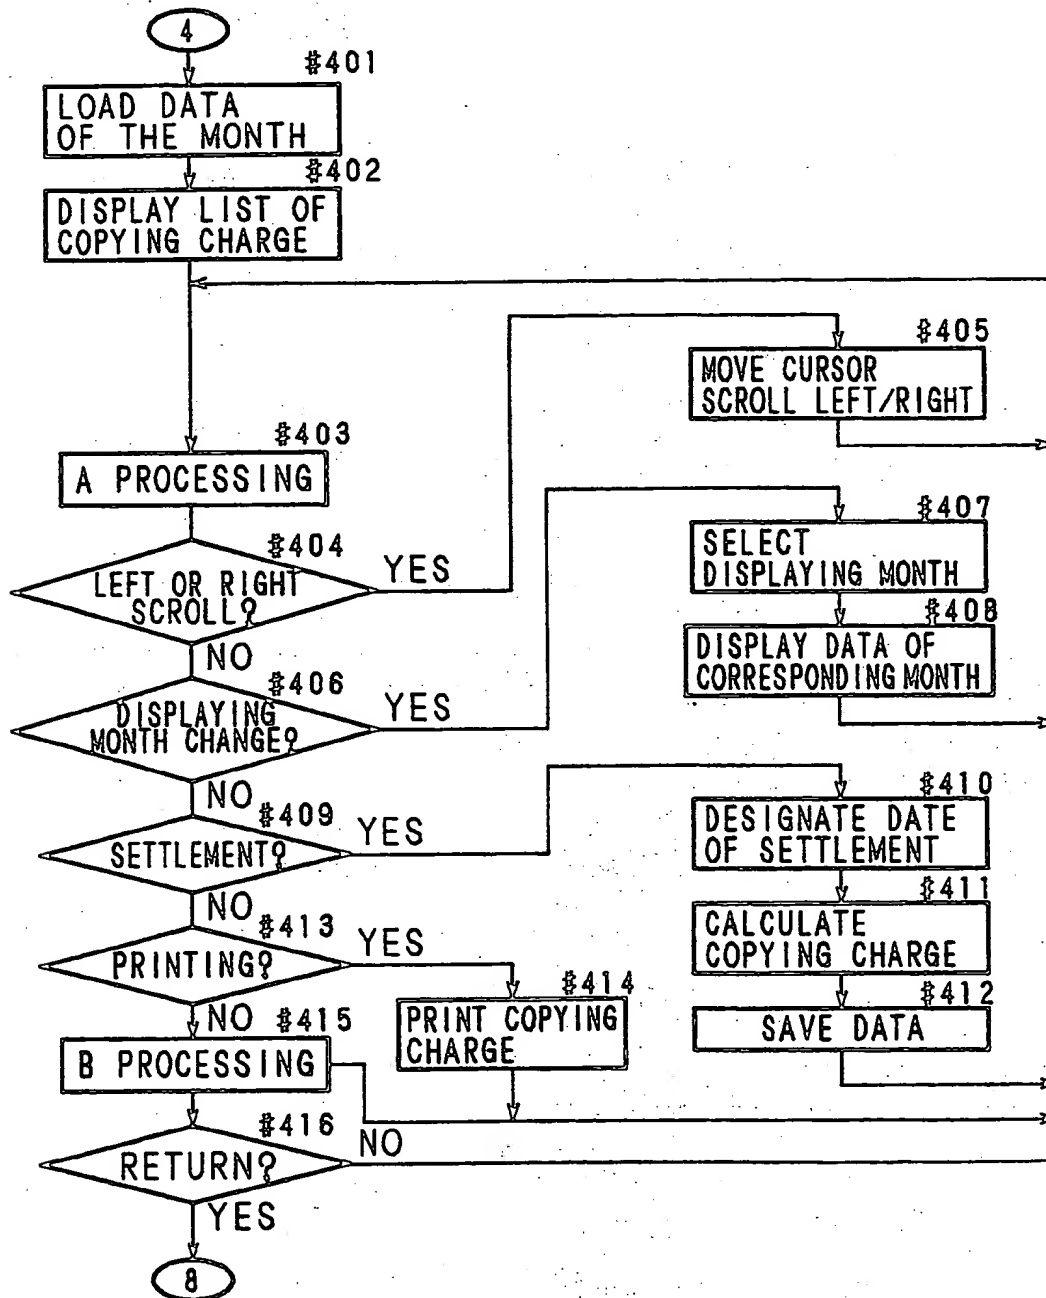 4
#401
LOAD DATA
OF THE MONTH
#402
DISPLAY LIST OF
COPYING CHARGE
#405
MOVE CURSOR
SCROLL LEFT/RIGHT
#403
A PROCESSING
#404
LEFT OR RIGHT
SCROLL?
YES
NO
#407
SELECT
DISPLAYING MONTH
#408
DISPLAY DATA OF
CORRESPONDING MONTH
#406
DISPLAYING
MONTH CHANGE?
YES
NO
#409
SETTLEMENT?
YES
NO
#410
DESIGNATE DATE
OF SETTLEMENT
#411
CALCULATE
COPYING CHARGE
#412
SAVE DATA
#413
PRINTING?
YES
NO
#414
PRINT COPYING
CHARGE
#415
B PROCESSING
#416
RETURN?
NO
YES
8